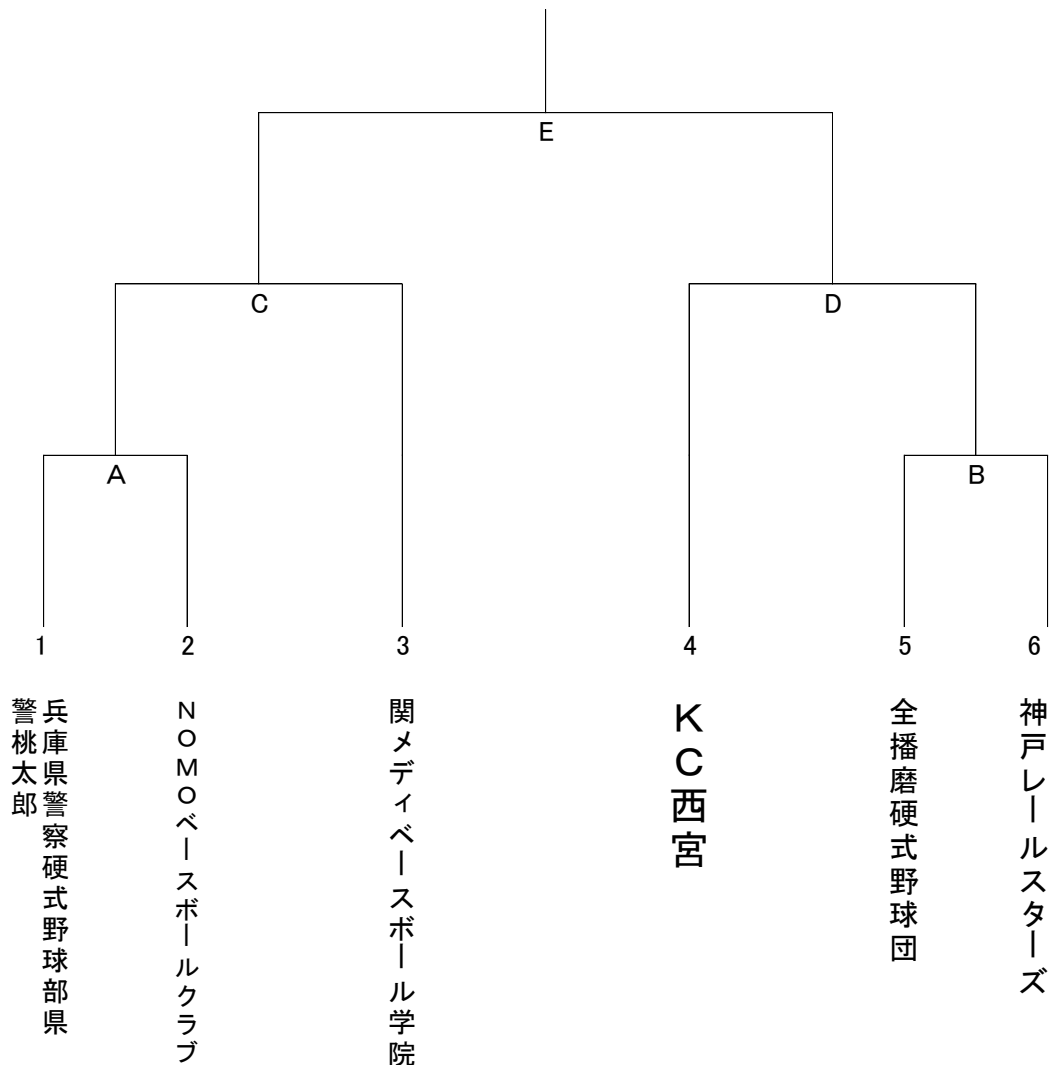 E
C
D
A
B
1
2
3
4
5
6
兵庫県警察硬式野球部県
警桃太郎
NOMOベースボールクラブ
関メディベースボール学院
KC西宮
全播磨硬式野球団
神戸レールスターズ